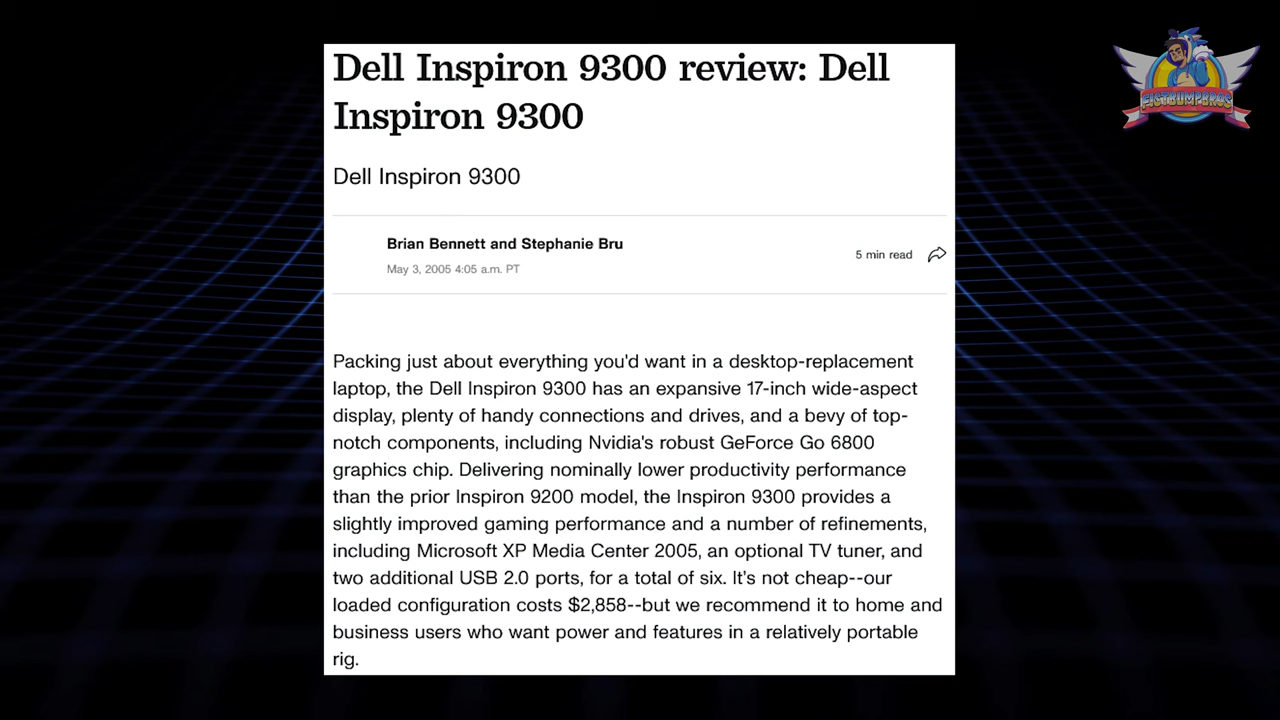 Dell Inspiron 9300 review: Dell
Inspiron 9300
Dell Inspiron 9300
Brian Bennett and Stephanie Bru
May 3, 2005 4:05 a.m. PT
5 min read
Packing just about everything you'd want in a desktop-replacement
laptop, the Dell Inspiron 9300 has an expansive 17-inch wide-aspect
display, plenty of handy connections and drives, and a bevy of top-
notch components, including Nvidia's robust GeForce Go 6800
graphics chip. Delivering nominally lower productivity performance
than the prior Inspiron 9200 model, the Inspiron 9300 provides a
slightly improved gaming performance and a number of refinements,
including Microsoft XP Media Center 2005, an optional TV tuner, and
two additional USB 2.0 ports, for a total of six. It's not cheap--our
loaded configuration costs $2,858--but we recommend it to home and
business users who want power and features in a relatively portable
rig.
FISTBUMPBROS